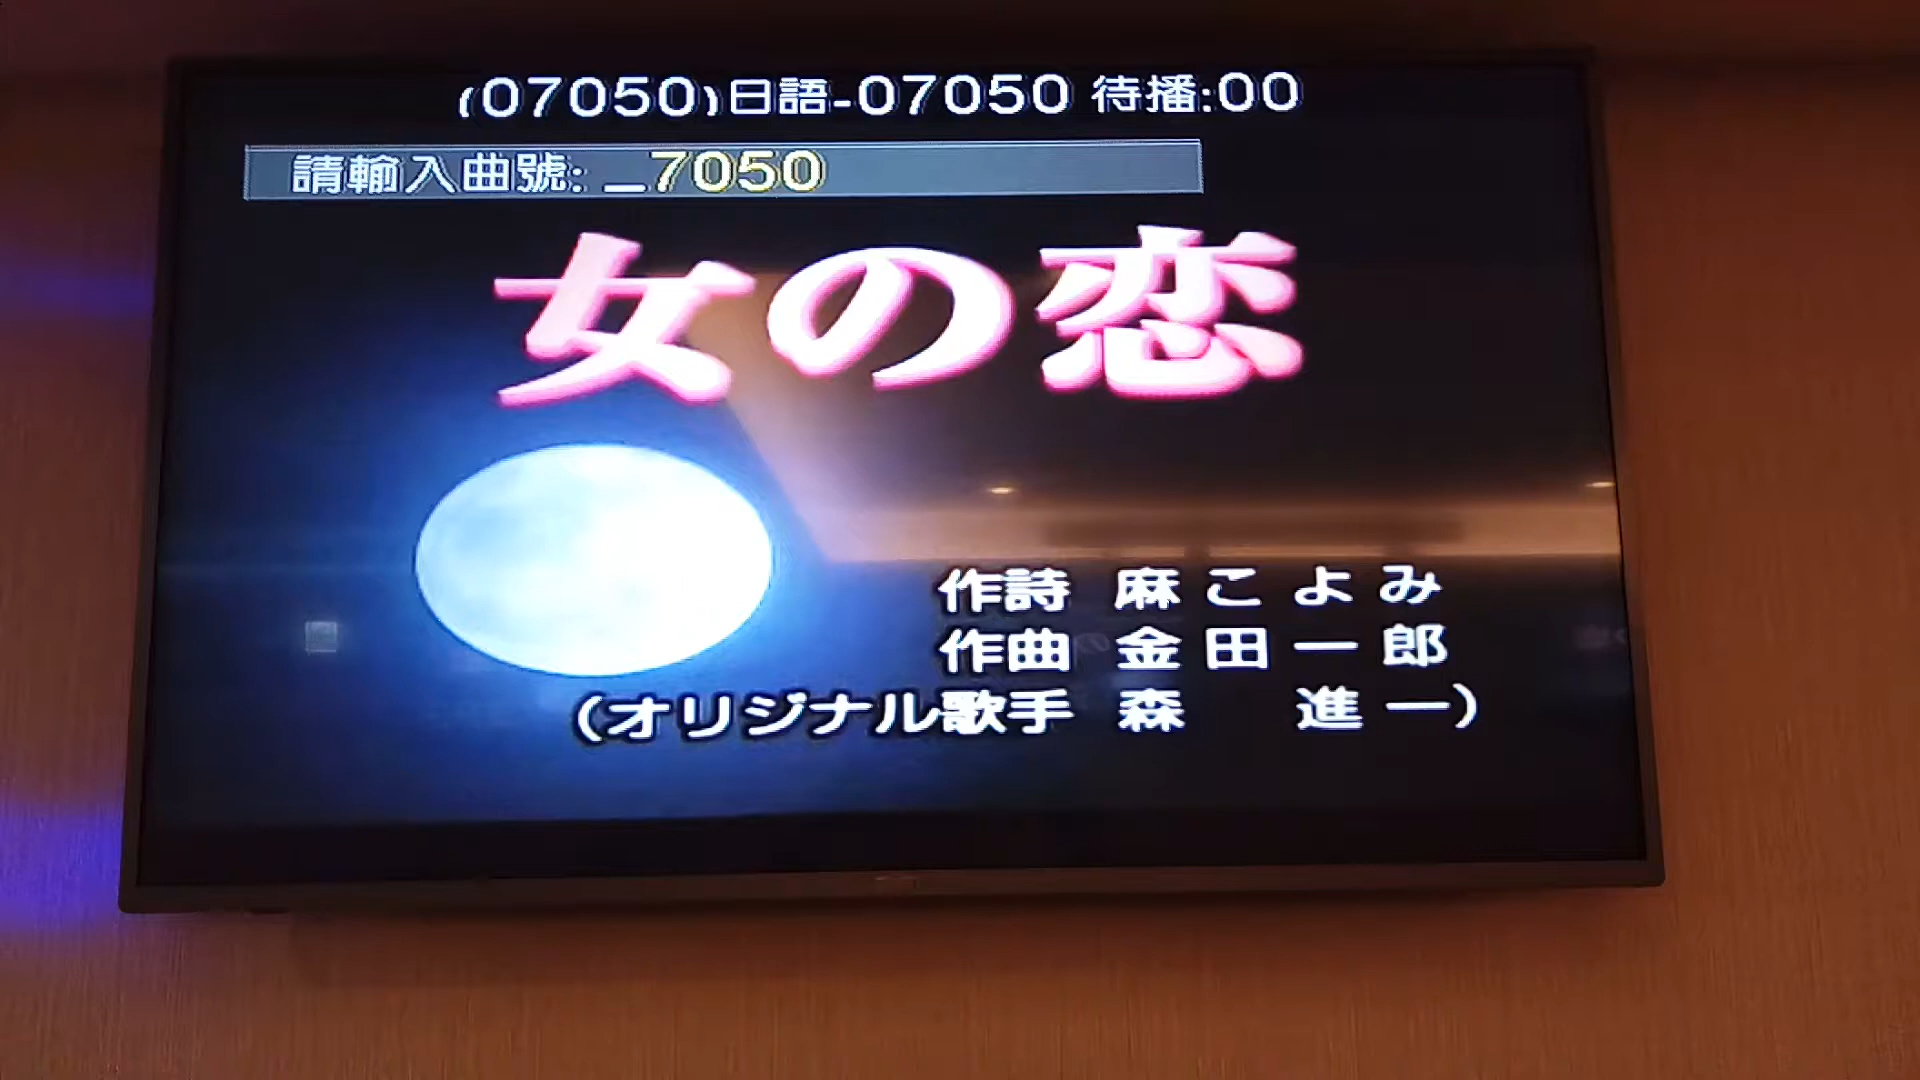 (07050)日語-07050 待播:00
請輸入曲號: _7050
女の恋
作詩 麻こよみ
作曲 金田一郎
(オリジナル歌手 森 進一)